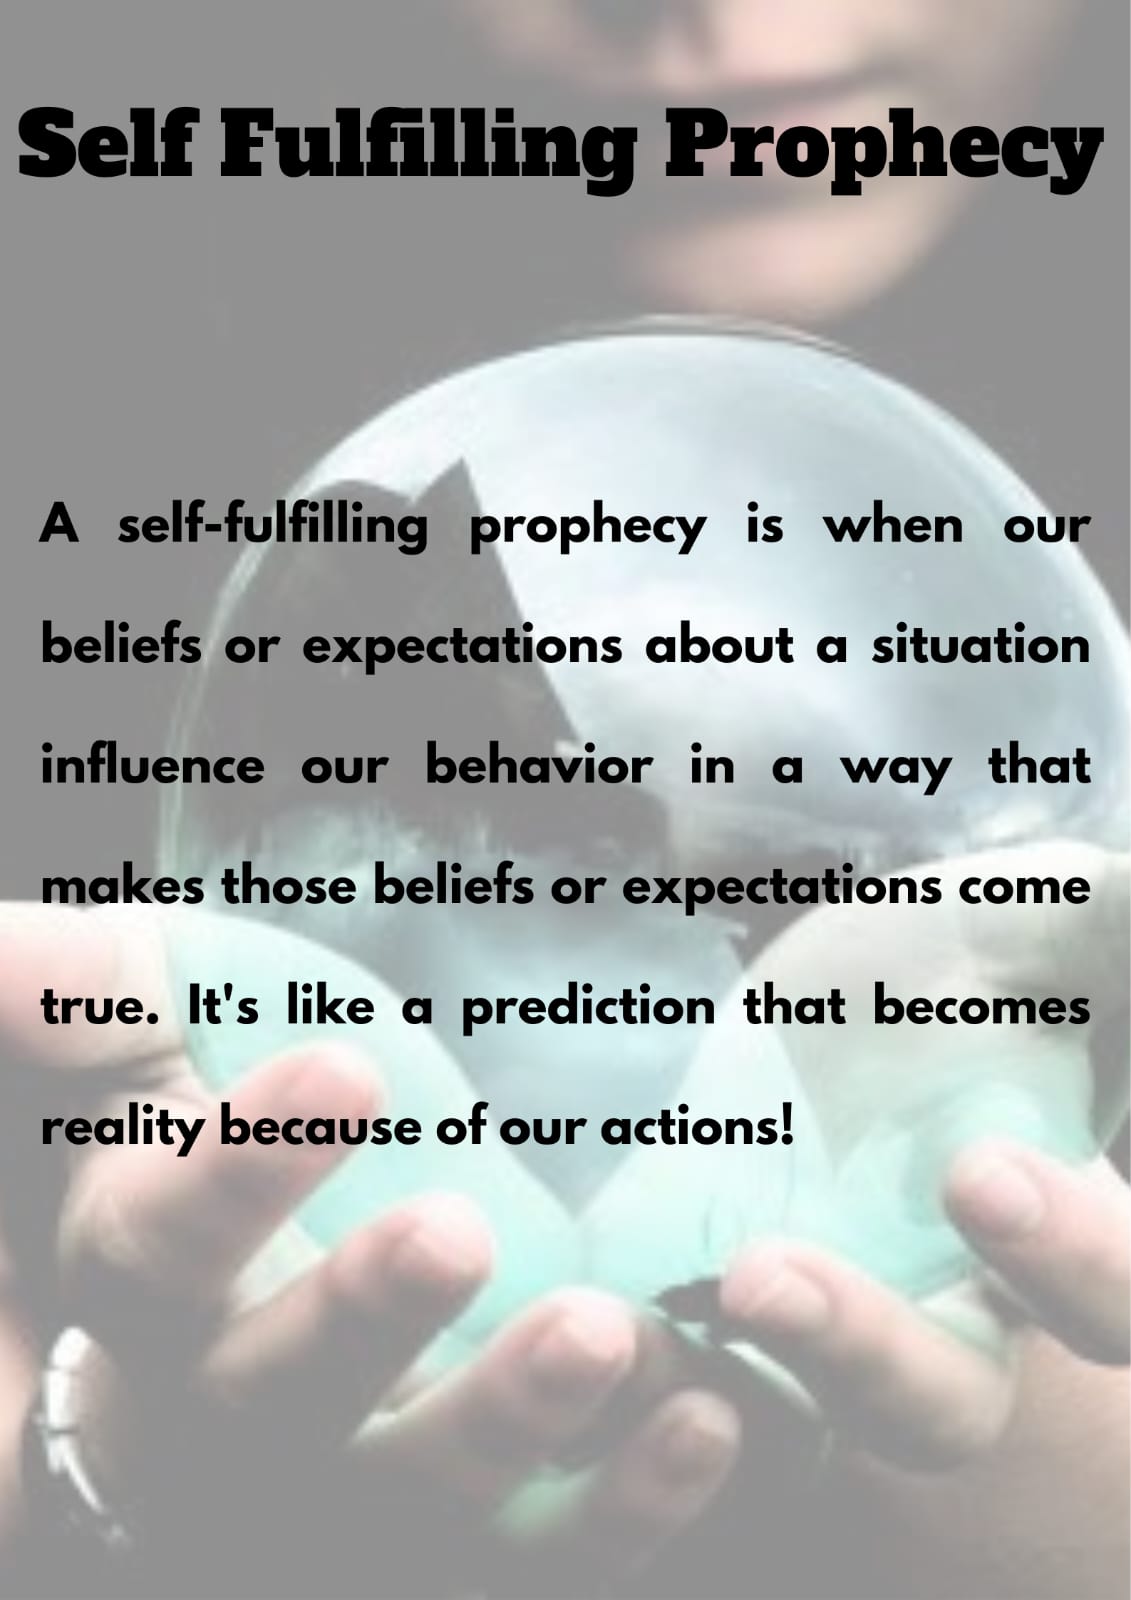 Self Fulfilling Prophecy
A self-fulfilling prophecy is when our
beliefs or expectations about a situation
influence our behavior in a way that
makes those beliefs or expectations come
true. It's like a prediction that becomes
reality because of our actions!